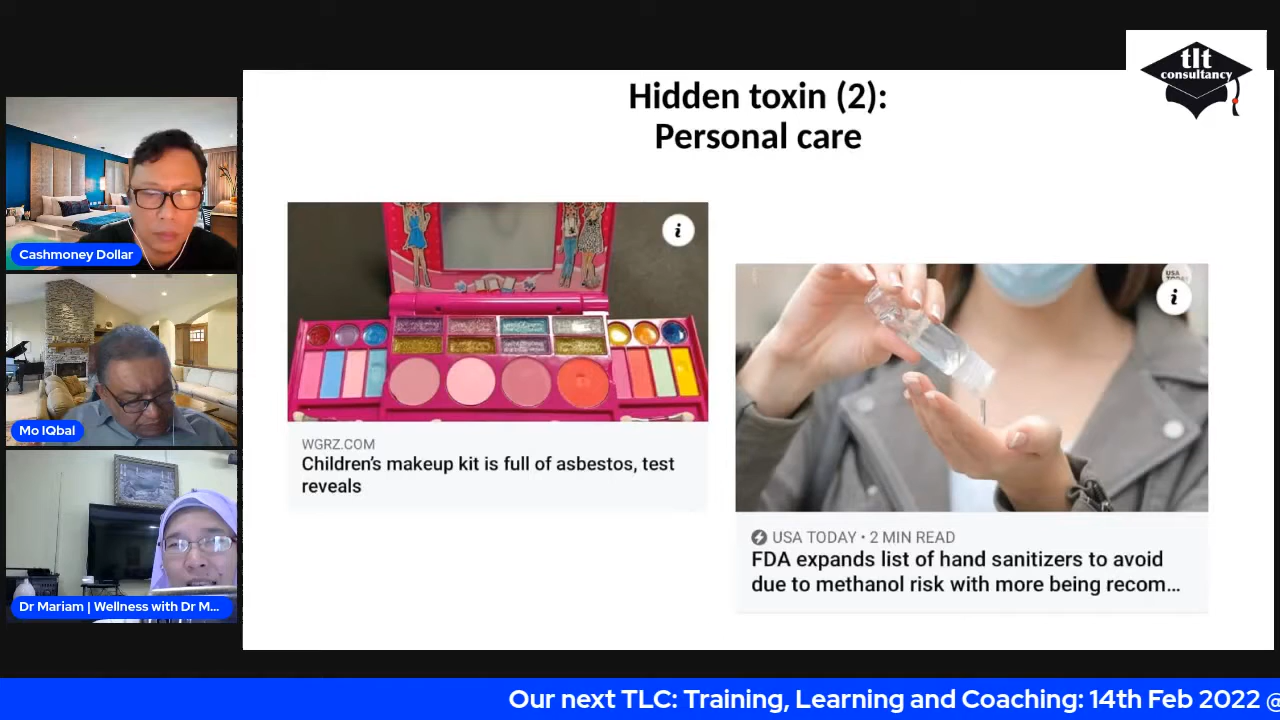 tlt
consultancy
Hidden toxin (2):
Personal care
Cashmoney Dollar
Mo IQbal
Dr Mariam | Wellness with Dr M...
i
WGRZ.COM
Children's makeup kit is full of asbestos, test
reveals
USA
TODAY
i
USA TODAY • 2 MIN READ
FDA expands list of hand sanitizers to avoid
due to methanol risk with more being recom...
Our next TLC: Training, Learning and Coaching: 14th Feb 2022 @